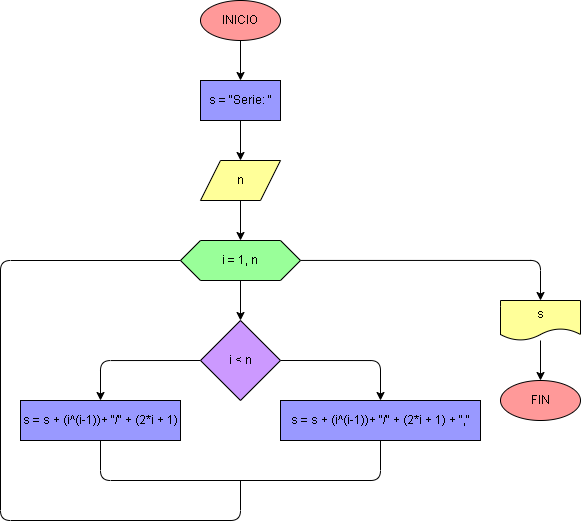 INICIO
s = "Serie: "
n
i = 1, n
s
i < n
FIN
s = s + (i^(i-1))+ "/" + (2*i + 1)
s = s + (i^(i-1))+ "/" + (2*i + 1) + ","